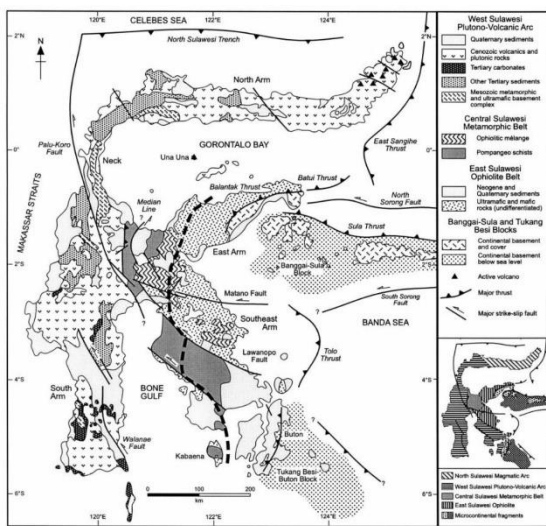 120°E
122°E
124°E
CELEBES SEA
2°N
N
North Sulawesi Trench
North Arm
Palu-Koro
Fault
Neck
GORONTALO BAY
East Sangihe
Thrust
0°
Una Una
Batui Thrust
Balantak Thrust
North
Sorong Fault
MAKASSAR STRAITS
Median
Line
East Arm
Sula Thrust
2°S
Banggai-Sula
Block
2°S
Matano Fault
South Sorong Fault
?
Southeast
Arm
BANDA SEA
Lawanopo
Fault
Tolo
Thrust
4°S
South
Arm
BONE
GULF
4°S
?
Walanae
Fault
Buton
Kabaena
Tukang Besi-
Buton Block
?
6°S
0
km
100
200
6°S
120°E
122°E
124°E
West Sulawesi
Plutono-Volcanic Arc
Quaternary sediments
Cenozoic volcanics and
plutonic rocks
Tertiary carbonates
Other Tertiary sediments
Mesozoic metamorphic and
ultramafic basement
complex
Central Sulawesi
Metamorphic Belt
Ophiolitic mélange
Pompangeo schists
East Sulawesi
Ophiolite Belt
Neogene and
Quaternary sediments
Ultramafic and mafic
rocks (undifferentiated)
Banggai-Sula and Tukang
Besi Blocks
Continental basement
and cover
Continental basement
below sea level
Active volcano
Major thrust
Major strike-slip fault
North Sulawesi Magmatic Arc
West Sulawesi Plutono-Volcanic Arc
Central Sulawesi Metamorphic Belt
East Sulawesi Ophiolite
Microcontinental fragments